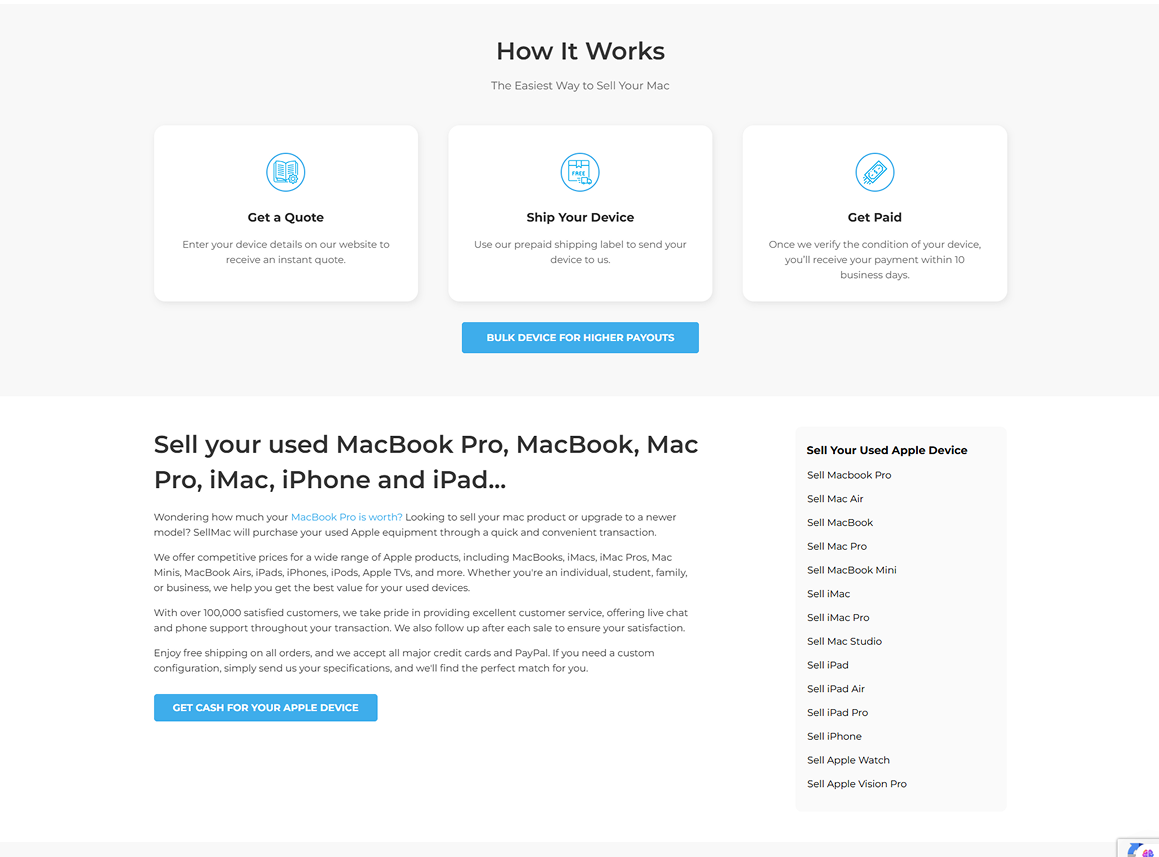 How It Works
The Easiest Way to Sell Your Mac
Get a Quote
Enter your device details on our website to
receive an instant quote.
FREE
Ship Your Device
Use our prepaid shipping label to send your
device to us.
Get Paid
Once we verify the condition of your device,
you’ll receive your payment within 10
business days.
BULK DEVICE FOR HIGHER PAYOUTS
Sell your used MacBook Pro, MacBook, Mac
Pro, iMac, iPhone and iPad...
Wondering how much your MacBook Pro is worth? Looking to sell your mac product or upgrade to a newer
model? SellMac will purchase your used Apple equipment through a quick and convenient transaction.
We offer competitive prices for a wide range of Apple products, including MacBooks, iMacs, iMac Pros, Mac
Minis, MacBook Airs, iPads, iPhones, iPods, Apple TVs, and more. Whether you're an individual, student, family,
or business, we help you get the best value for your used devices.
With over 100,000 satisfied customers, we take pride in providing excellent customer service, offering live chat
and phone support throughout your transaction. We also follow up after each sale to ensure your satisfaction.
Enjoy free shipping on all orders, and we accept all major credit cards and PayPal. If you need a custom
configuration, simply send us your specifications, and we'll find the perfect match for you.
GET CASH FOR YOUR APPLE DEVICE
Sell Your Used Apple Device
Sell Macbook Pro
Sell Mac Air
Sell MacBook
Sell Mac Pro
Sell MacBook Mini
Sell iMac
Sell iMac Pro
Sell Mac Studio
Sell iPad
Sell iPad Air
Sell iPad Pro
Sell iPhone
Sell Apple Watch
Sell Apple Vision Pro